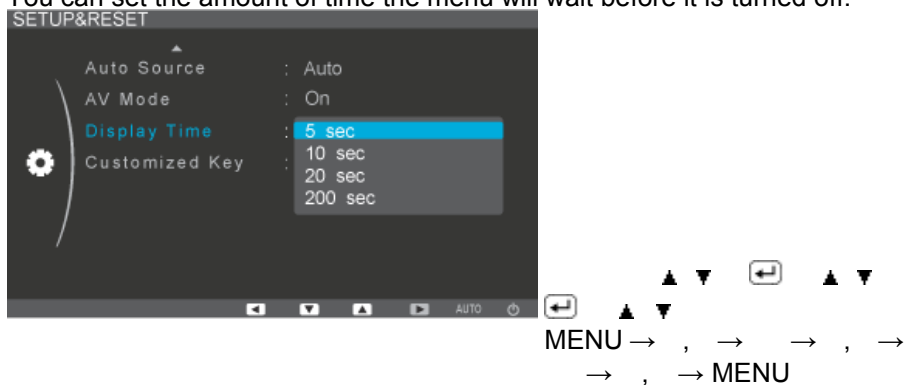 You can set the amount of time the menu will wait before it is turned off.
SETUP&RESET
Auto Source : Auto
AV Mode : On
Display Time : 5 sec
10 sec
Customized Key :
20 sec
200 sec
AUTO
▲ ▼ ▲ ▼
▲ ▼
MENU → , → → , →
→ , → MENU